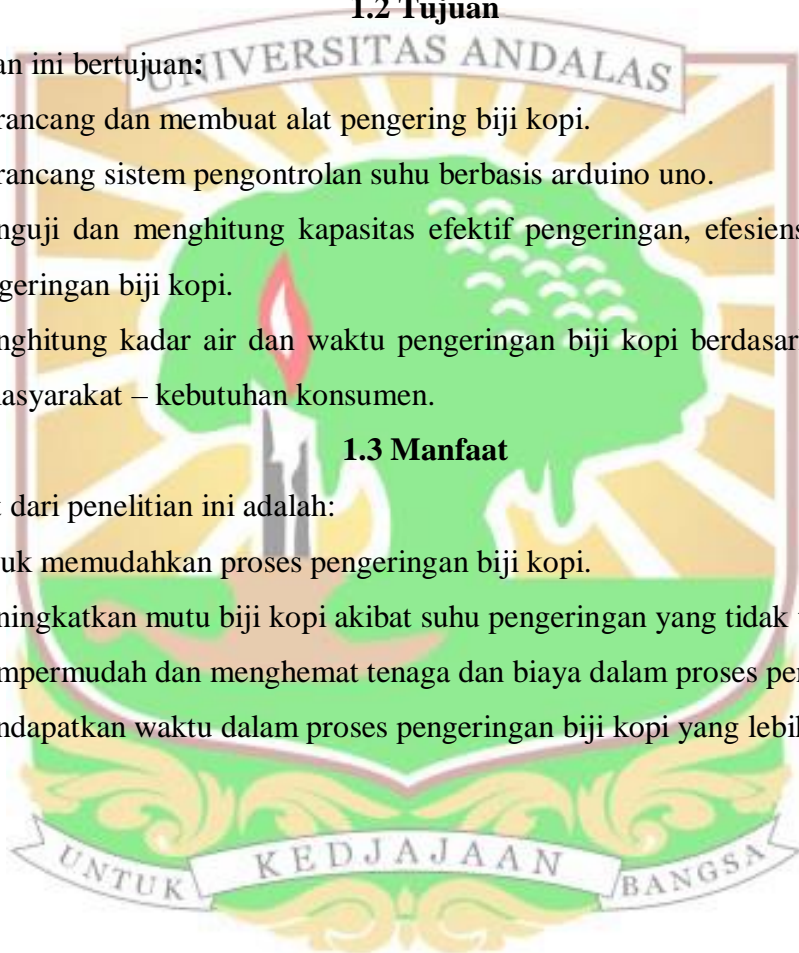 1.2 Tujuan
UNIVERSITAS ANDALAS
an ini bertujuan:
rancang dan membuat alat pengering biji kopi.
rancang sistem pengontrolan suhu berbasis arduino uno.
nguji dan menghitung kapasitas efektif pengeringan, efesiens
geringan biji kopi.
nghitung kadar air dan waktu pengeringan biji kopi berdasar
asyarakat – kebutuhan konsumen.
1.3 Manfaat
t dari penelitian ini adalah:
uk memudahkan proses pengeringan biji kopi.
ningkatkan mutu biji kopi akibat suhu pengeringan yang tidak
mpermudah dan menghemat tenaga dan biaya dalam proses pe
ndapatkan waktu dalam proses pengeringan biji kopi yang lebih
UNTUK KEDJAJAAN BANGSA